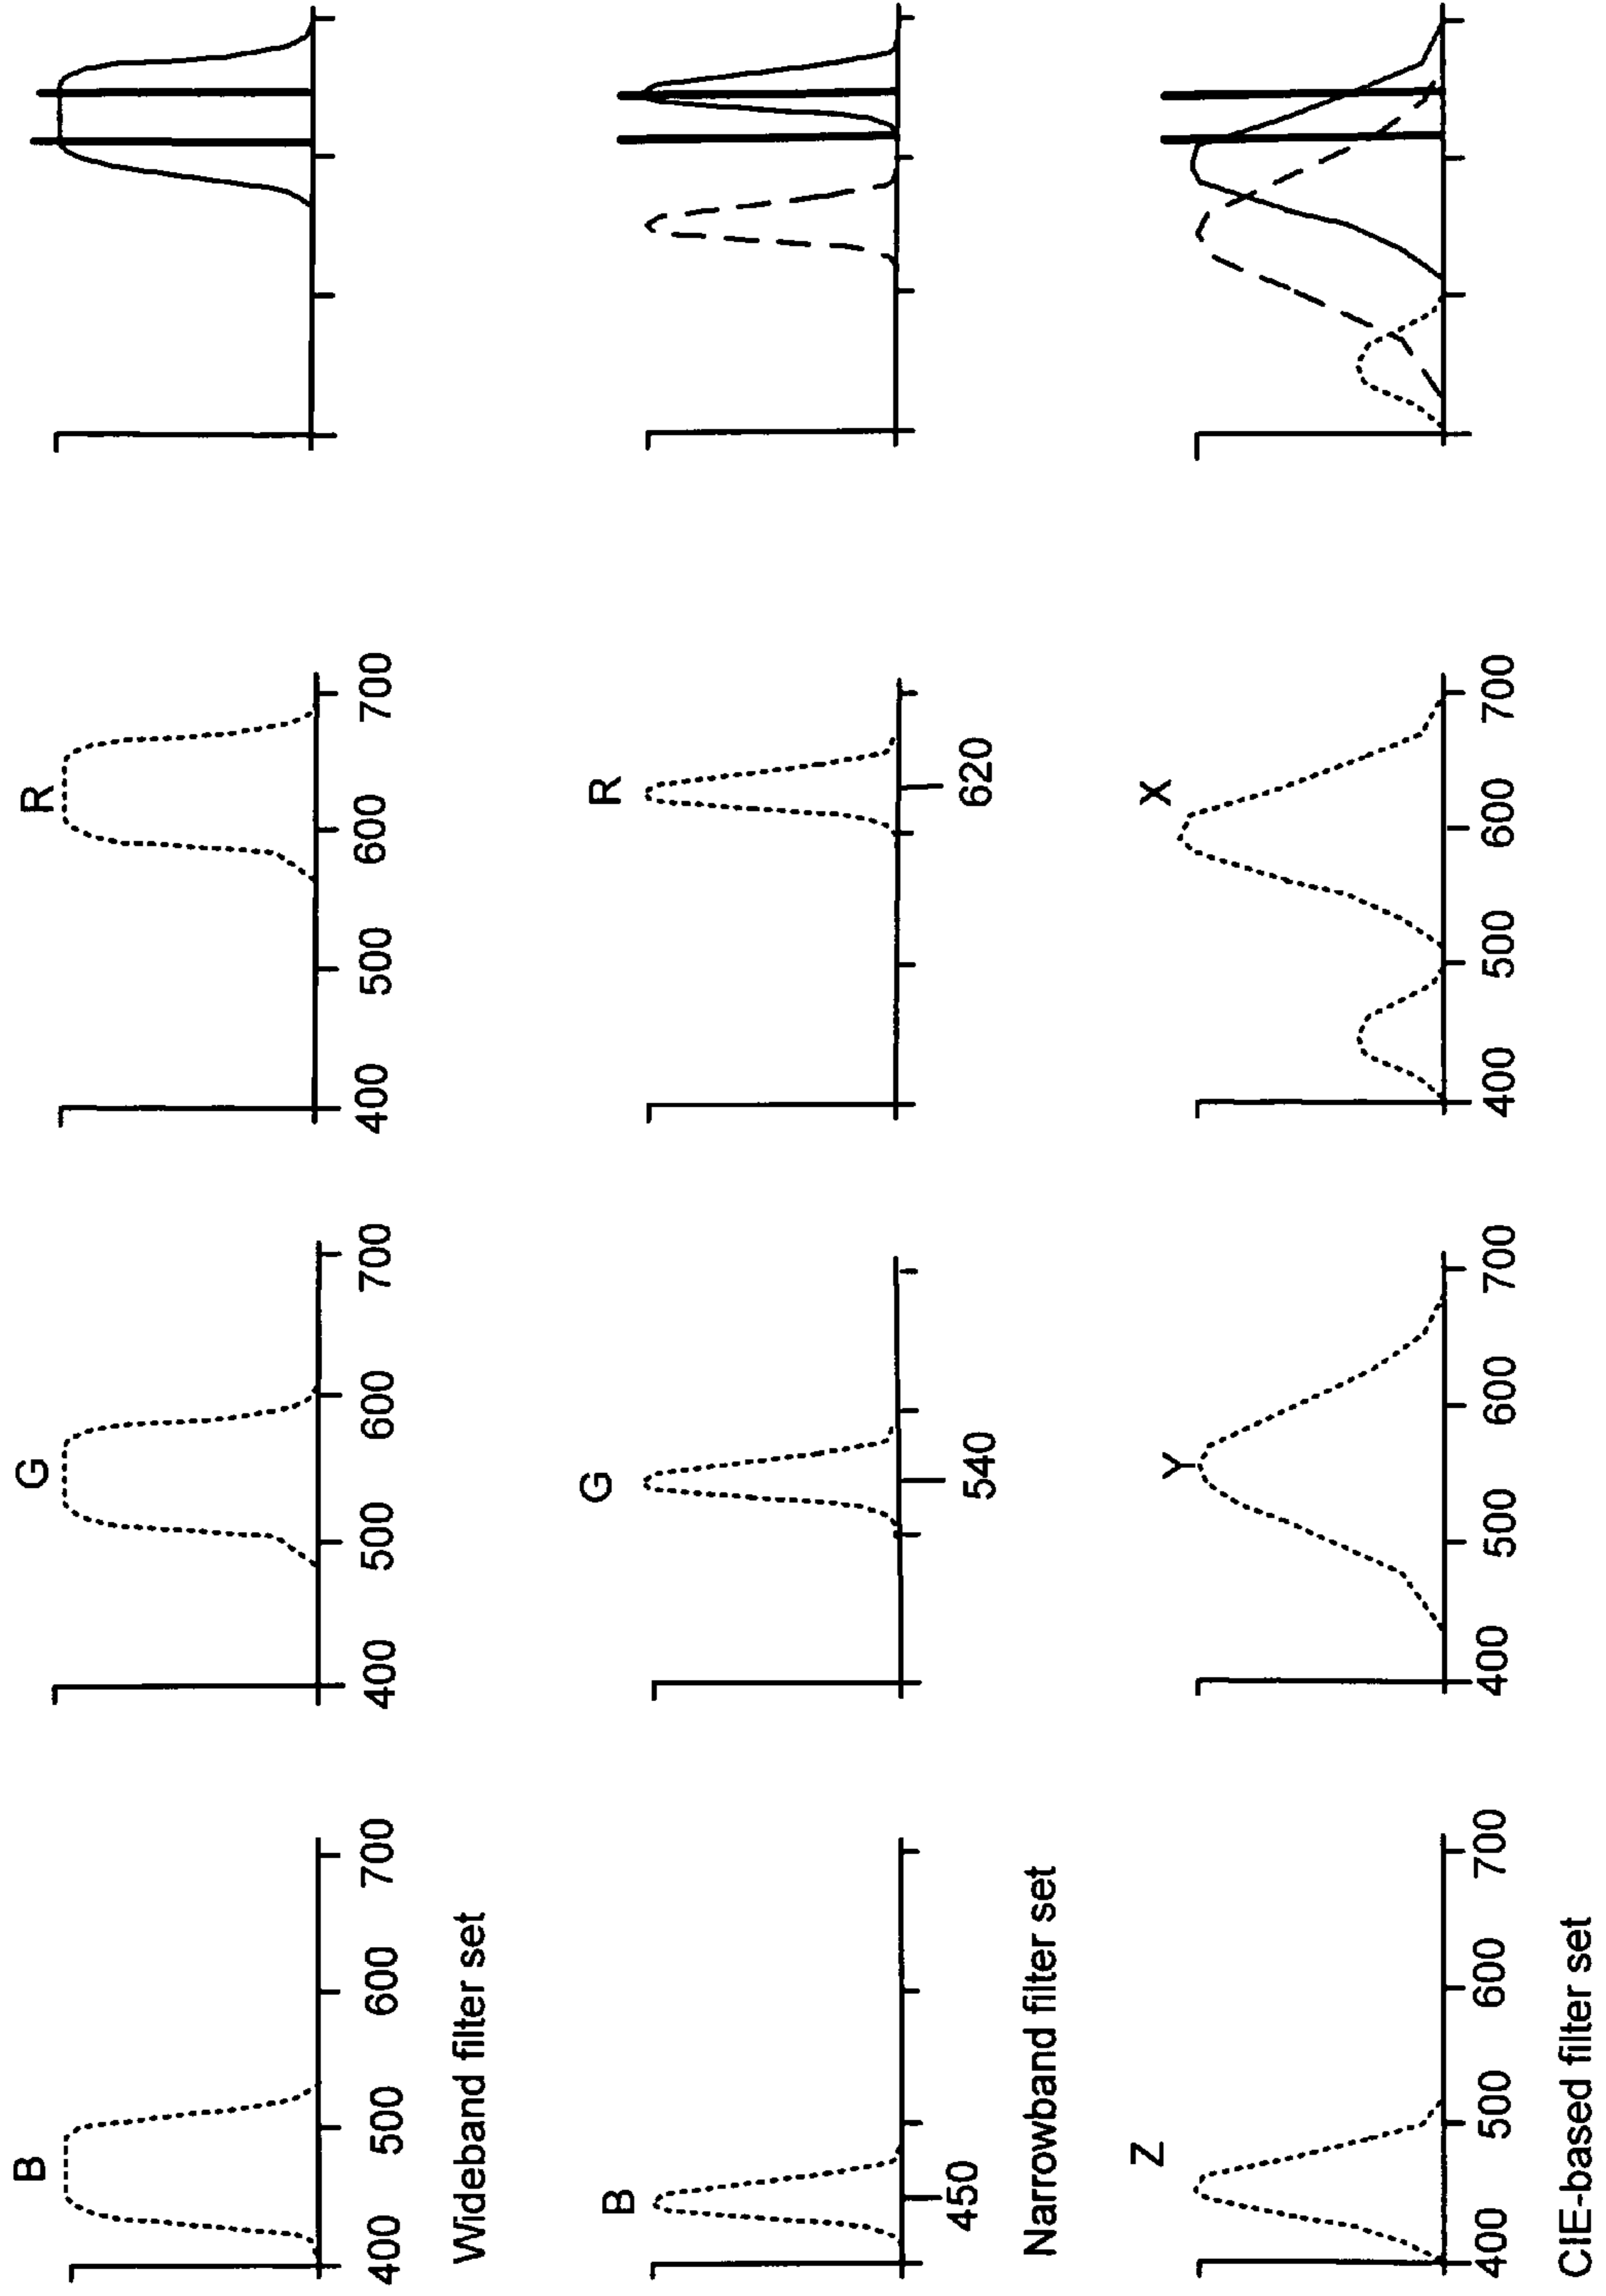 B
G
R
400 500 600 700
400 500 600 700
400 500 600 700
Wideband filter set
B
G
R
450
540
620
Narrowband filter set
Z
Y
X
400 500 600 700
400 500 600 700
400 500 600 700
CIE-based filter set